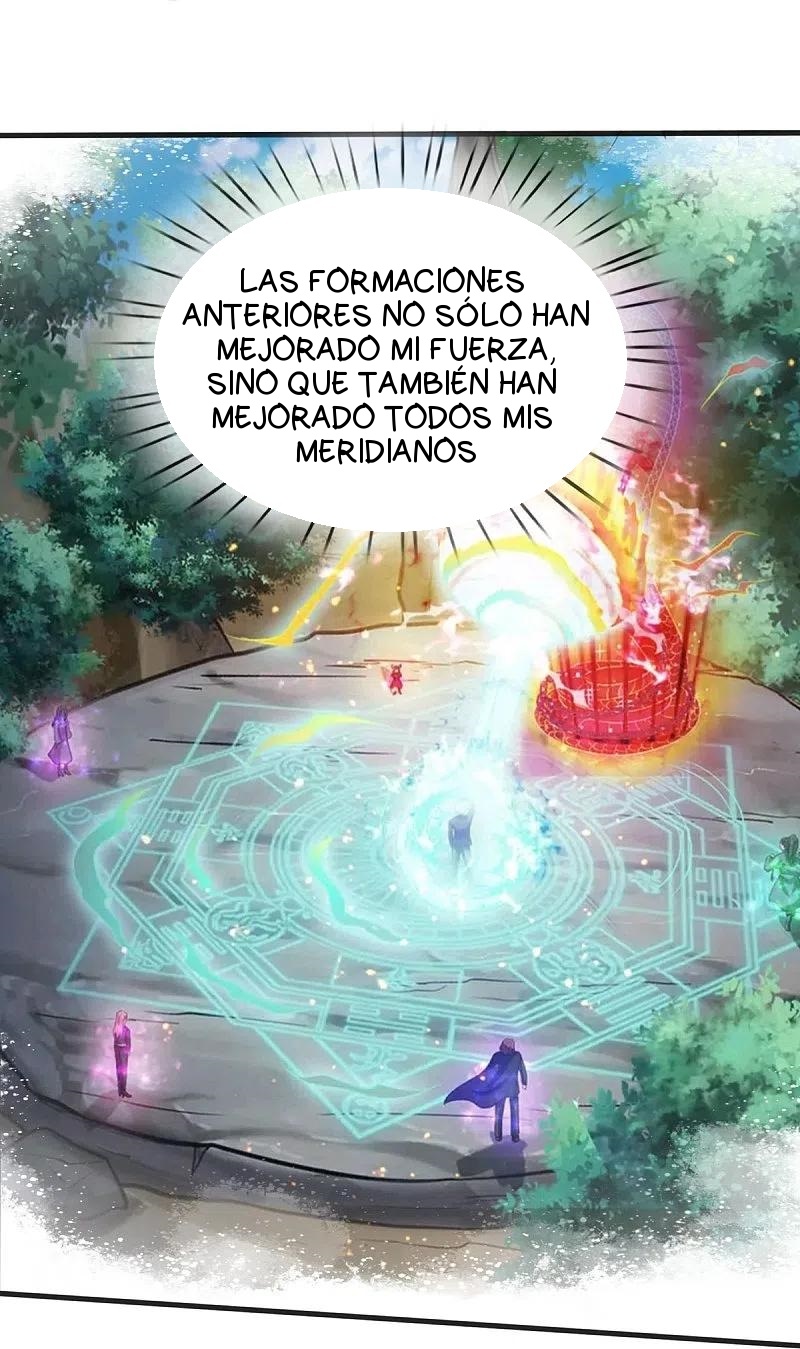 LAS FORMACIONES
ANTERIORES NO SÓLO HAN
MEJORADO MI FUERZA,
SINO QUE TAMBIÉN HAN
MEJORADO TODOS MIS
MERIDIANOS